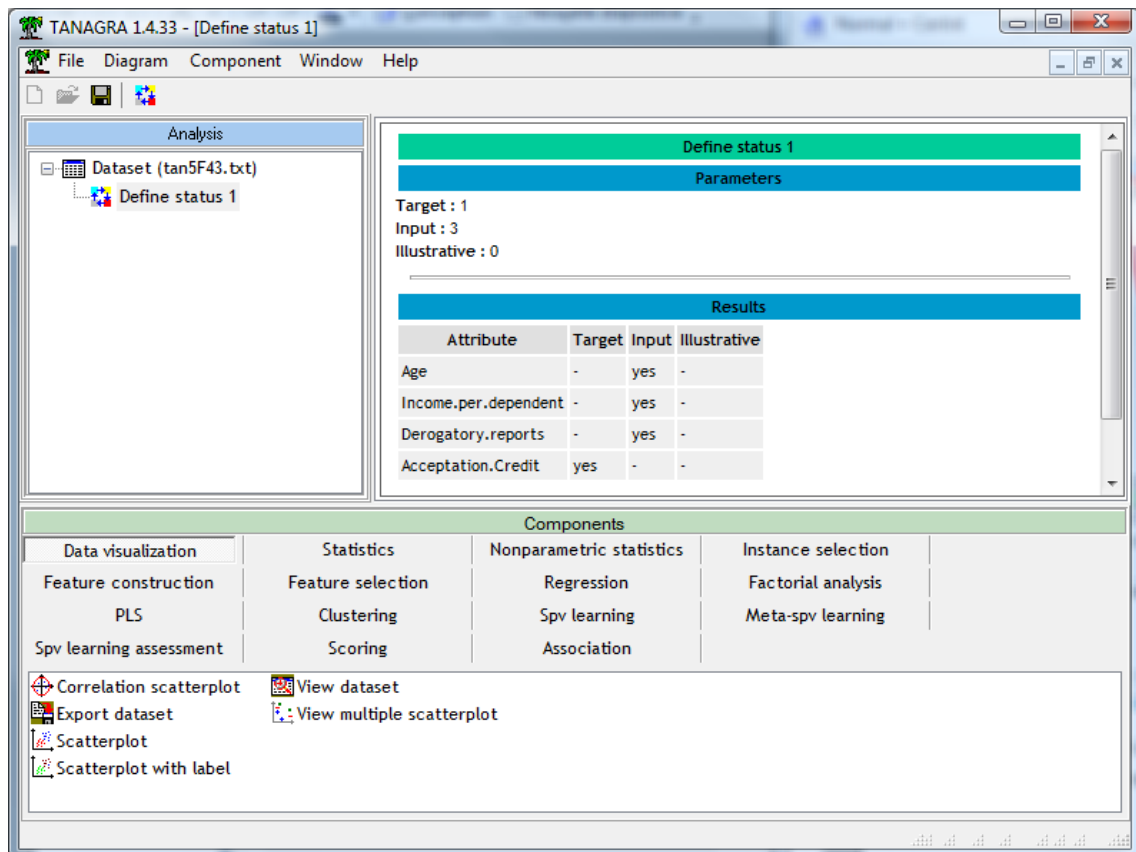 TANAGRA 1.4.33 - [Define status 1]
File Diagram Component Window Help
Analysis
Dataset (tan5F43.txt)
Define status 1
Define status 1
Parameters
Target : 1
Input : 3
Illustrative : 0
Results
Attribute Target Input Illustrative
Age - yes -
Income.per.dependent - yes -
Derogatory.reports - yes -
Acceptation.Credit yes - -
Components
Data visualization Statistics Nonparametric statistics Instance selection
Feature construction Feature selection Regression Factorial analysis
PLS Clustering Spv learning Meta-spv learning
Spv learning assessment Scoring Association
Correlation scatterplot View dataset
Export dataset View multiple scatterplot
Scatterplot
Scatterplot with label